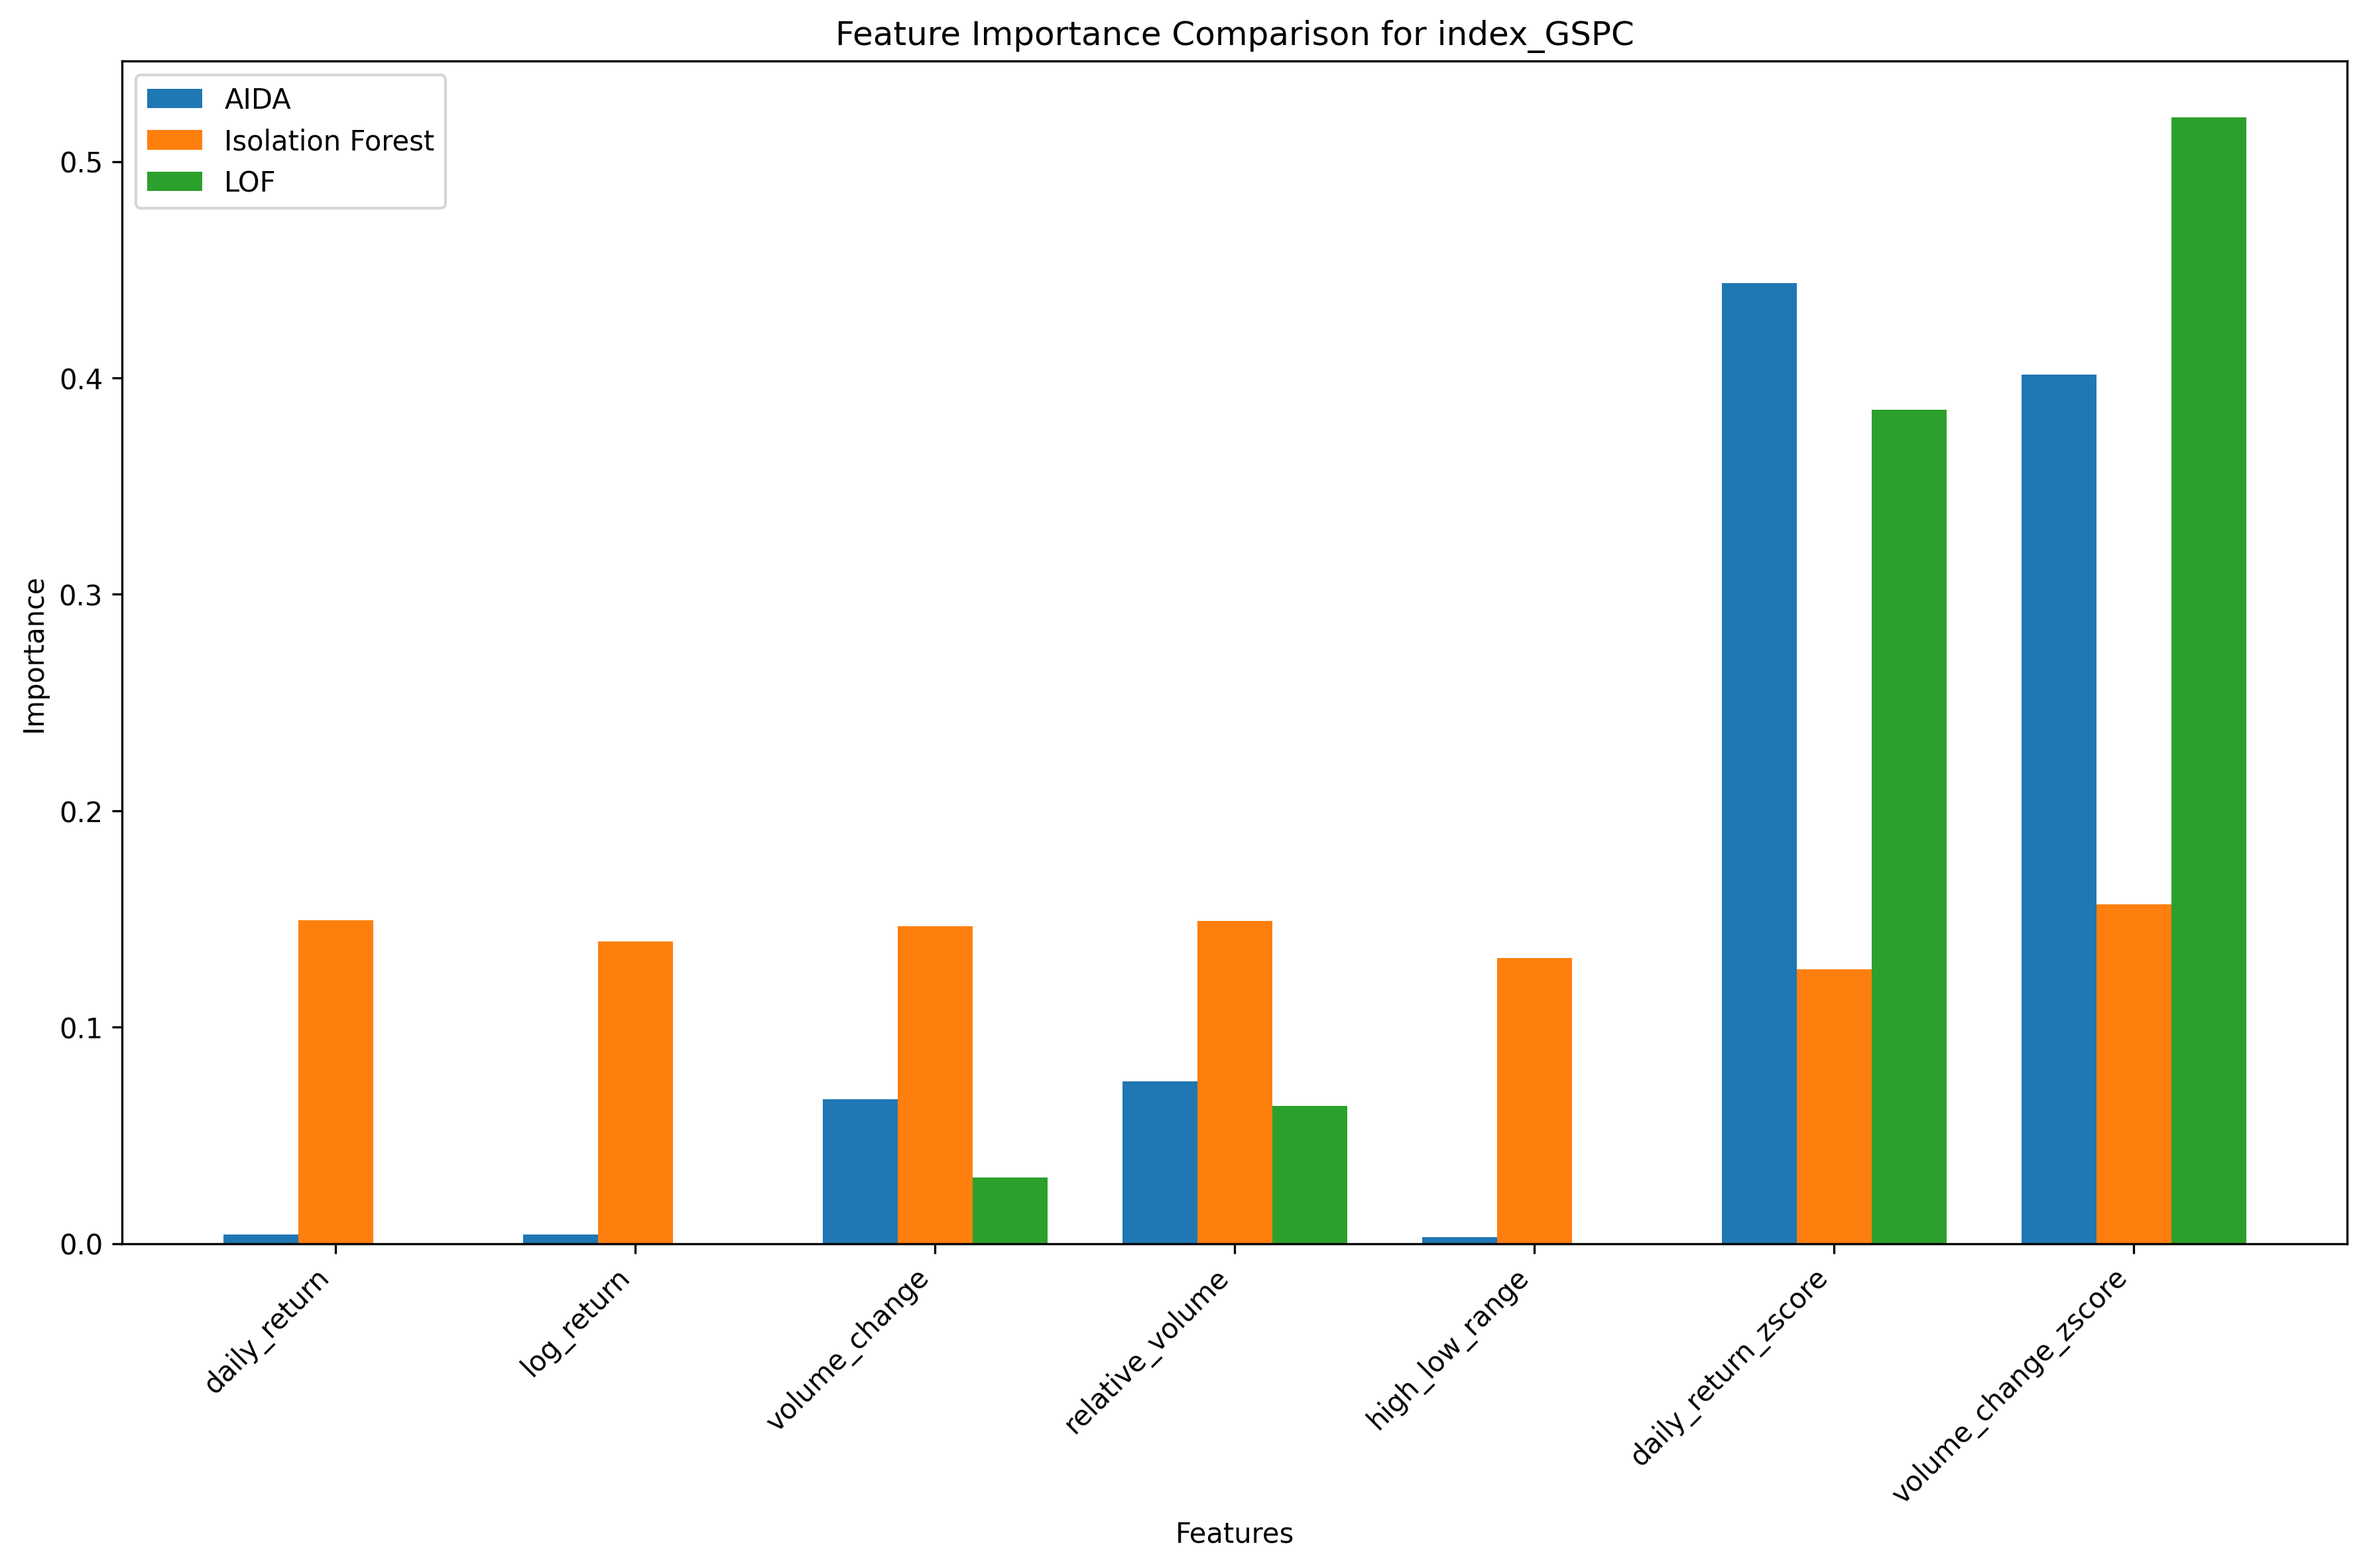 Feature Importance Comparison for index_GSPC
AIDA
Isolation Forest
LOF
Importance
0.5
0.4
0.3
0.2
0.1
0.0
daily_return
log_return
volume_change
relative_volume
high_low_range
daily_return_zscore
volume_change_zscore
Features